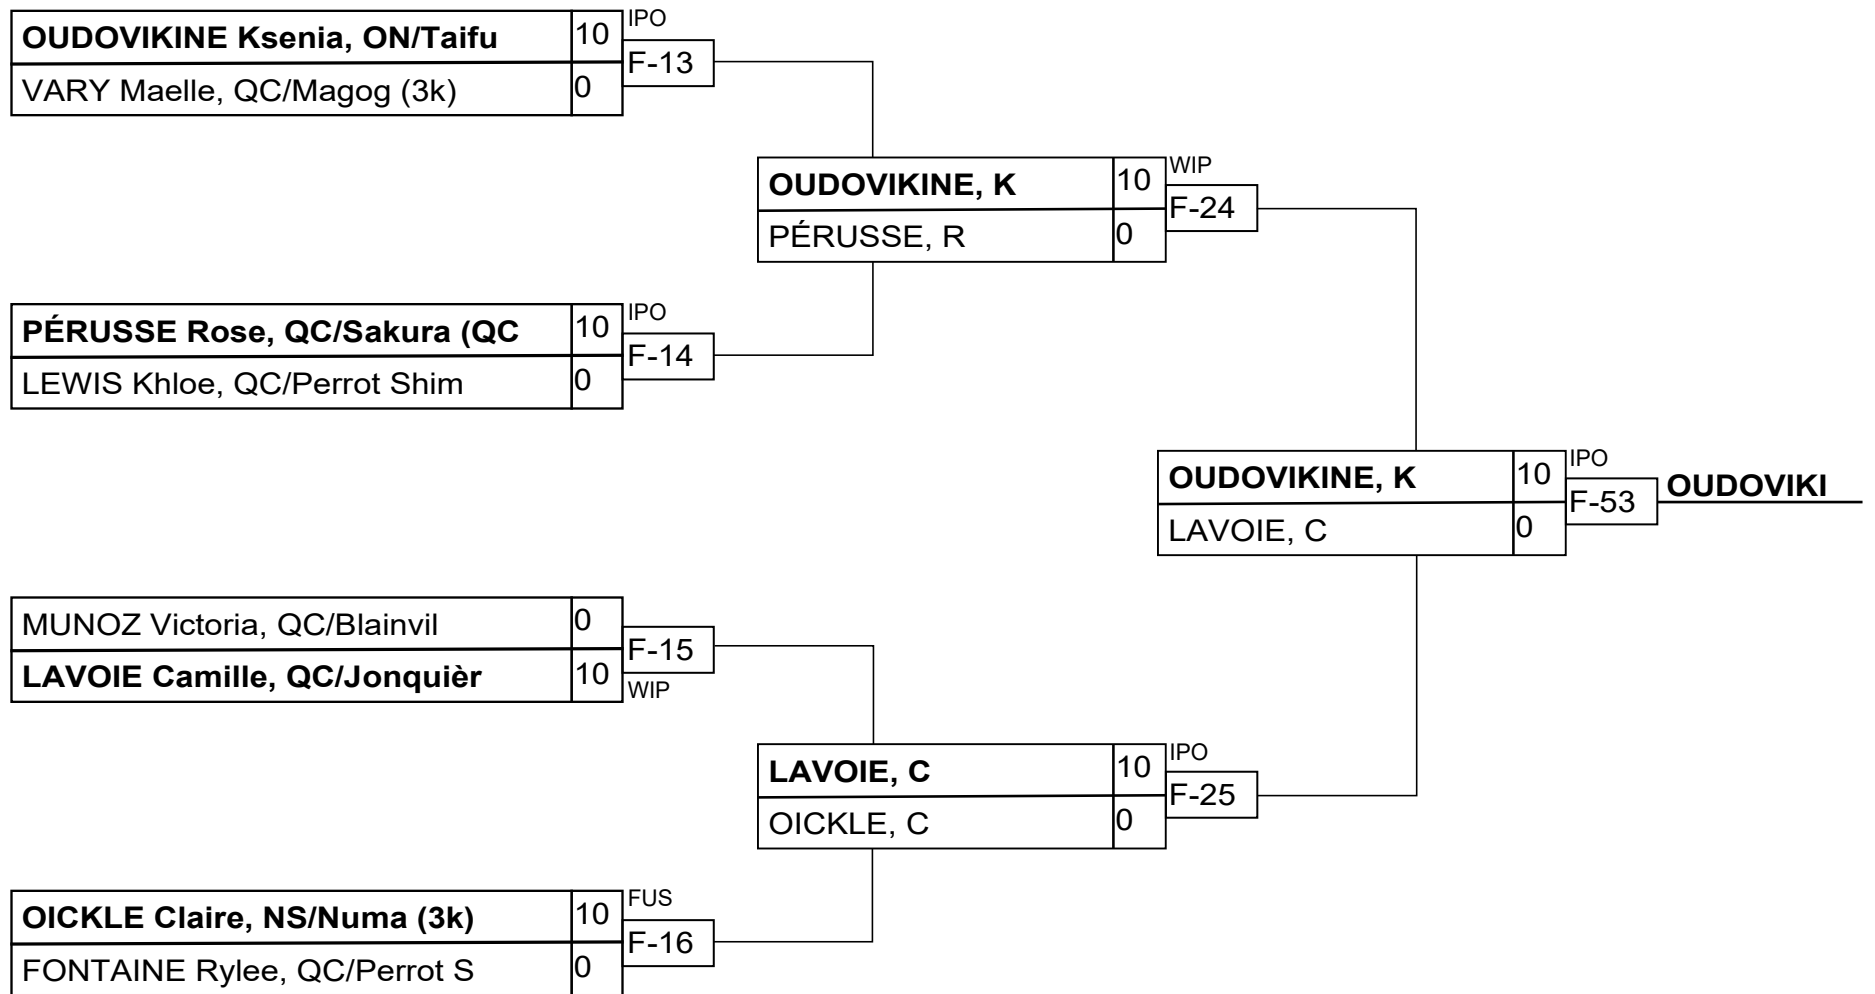 OUDOVIKINE Ksenia, ON/Taifu 10 IPO
F-13
VARY Maelle, QC/Magog (3k) 0
OUDOVIKINE, K 10 WIP
F-24
PÉRUSSE, R 0
PÉRUSSE Rose, QC/Sakura (QC 10 IPO
F-14
LEWIS Khloe, QC/Perrot Shim 0
OUDOVIKINE, K 10 IPO
F-53 OUDOVIKI
LAVOIE, C 0
MUNOZ Victoria, QC/Blainvil 0
F-15
LAVOIE Camille, QC/Jonquièr 10 WIP
LAVOIE, C 10 IPO
F-25
OICKLE, C 0
OICKLE Claire, NS/Numa (3k) 10 FUS
F-16
FONTAINE Rylee, QC/Perrot S 0